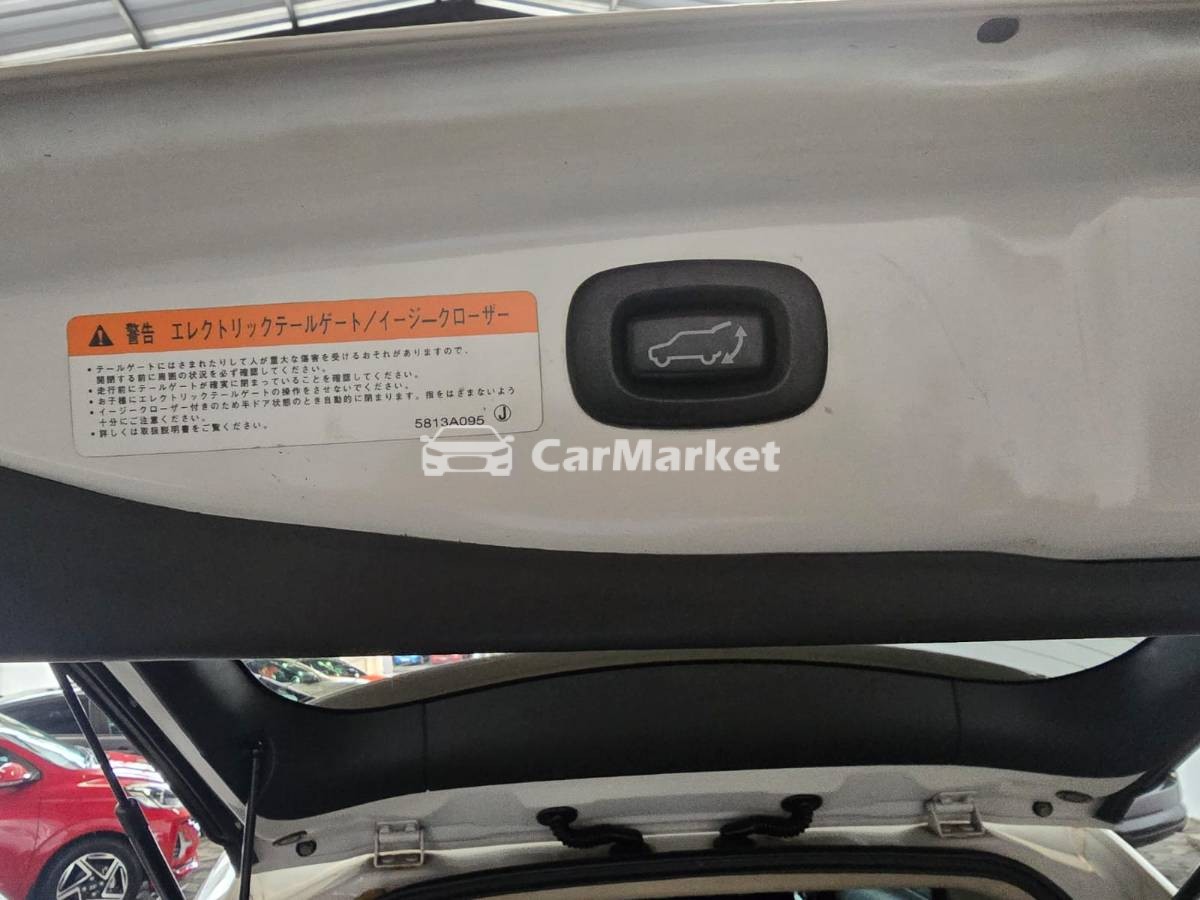 警告 エレクトリックテールゲート/イージークローザー
・テールゲートにはさまれたりして人が重大な傷害を受けるおそれがありますので、
開閉する前に周囲の状況を必ず確認してください。
・走行前にテールゲートが確実に閉まっていることを確認してください。
・お子様にエレクトリックテールゲートの操作をさせないでください。
・イージークローザー付きのため半ドア状態のとき自動的に閉まります。指をはさまないよう
十分にご注意ください。
・詳しくは取扱説明書をご覧ください。
5813A095 Ⓙ
CarMarket